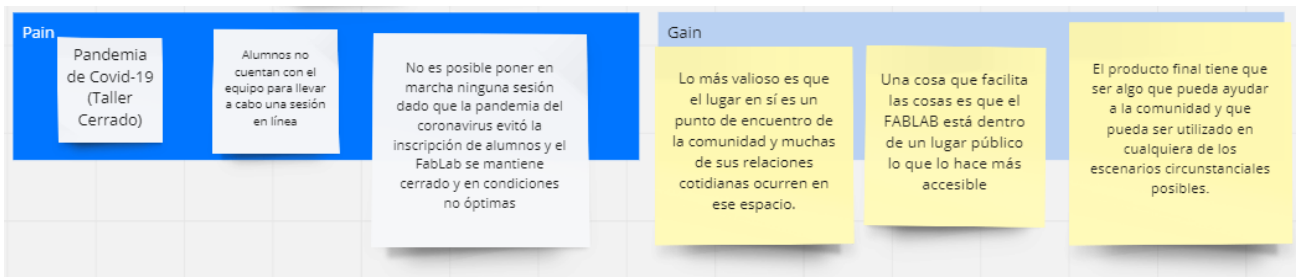 Pain
Pandemia
de Covid-19
(Taller
Cerrado)
Alumnos no
cuentan con el
equipo para llevar
a cabo una sesión
en línea
No es posible poner en
marcha ninguna sesión
dado que la pandemia del
coronavirus evitó la
inscripción de alumnos y el
FabLab se mantiene
cerrado y en condiciones
no óptimas
Gain
Lo más valioso es que
el lugar en sí es un
punto de encuentro de
la comunidad y muchas
de sus relaciones
cotidianas ocurren en
ese espacio.
Una cosa que facilita
las cosas es que el
FABLAB está dentro
de un lugar público
lo que lo hace más
accesible
El producto final tiene que
ser algo que pueda ayudar
a la comunidad y que
pueda ser utilizado en
cualquiera de los
escenarios circunstanciales
posibles.